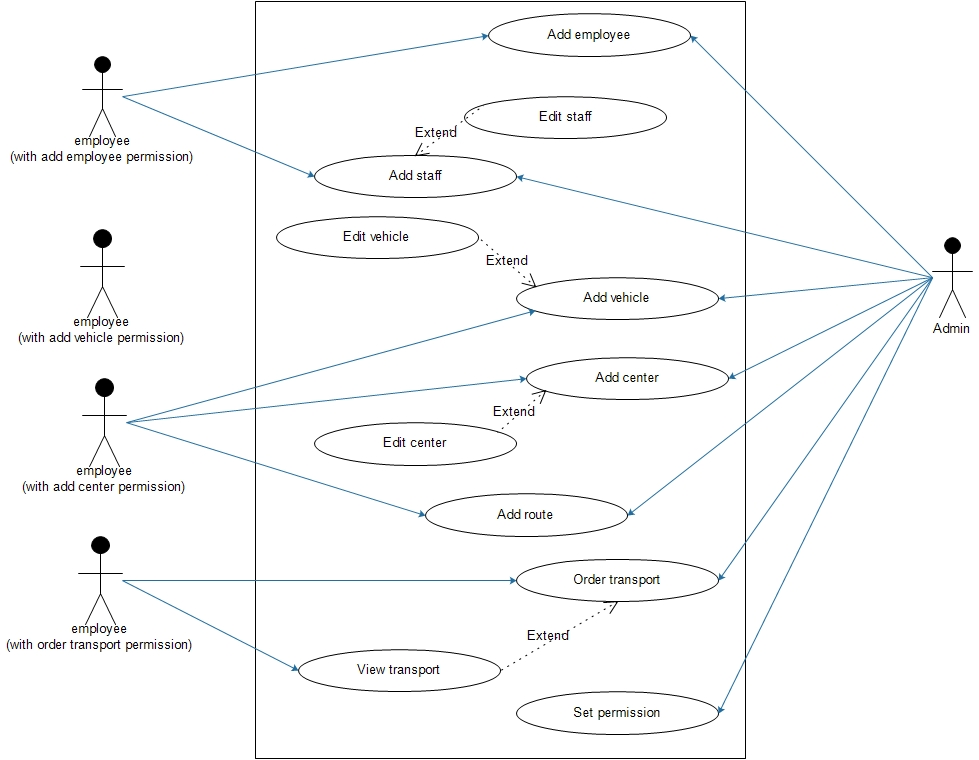 Add employee
Edit staff
Extend
employee
(with add employee permission)
Add staff
Edit vehicle
Extend
Add vehicle
employee
(with add vehicle permission)
Admin
Add center
Extend
Edit center
employee
(with add center permission)
Add route
Order transport
employee
(with order transport permission)
Extend
View transport
Set permission